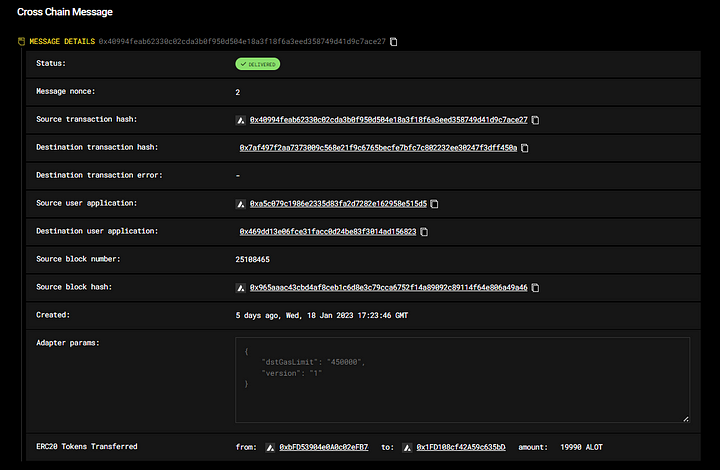 Cross Chain Message
MESSAGE DETAILS 0x40994feab62330c02cda3b0f950d504e18a3f18f6a3eed358749d41d9c7ace27
Status: DELIVERED
Message nonce: 2
Source transaction hash: 0x40994feab62330c02cda3b0f950d504e18a3f18f6a3eed358749d41d9c7ace27
Destination transaction hash: 0x7af497f2aa7373009c568e21f9c6765becfe7bfc7c802232ee30247f3dff450a
Destination transaction error: -
Source user application: 0xa5c079c1986e2335d83fa2d7282e162958e515d5
Destination user application: 0x469dd13e06fce31facc0d24be83f3014ad156823
Source block number: 25108465
Source block hash: 0x965aaac43cbd4af8ceb1c6d8e3c79cca6752f14a89092c89114f64e806a49a46
Created: 5 days ago, Wed, 18 Jan 2023 17:23:46 GMT
Adapter params: {
"dstGasLimit": "450000",
"version": "1"
}
ERC20 Tokens Transferred from: 0xbFD53904e0A0c02eFB7 to: 0x1FD108cf42A59c635bD amount: 19990 ALOT